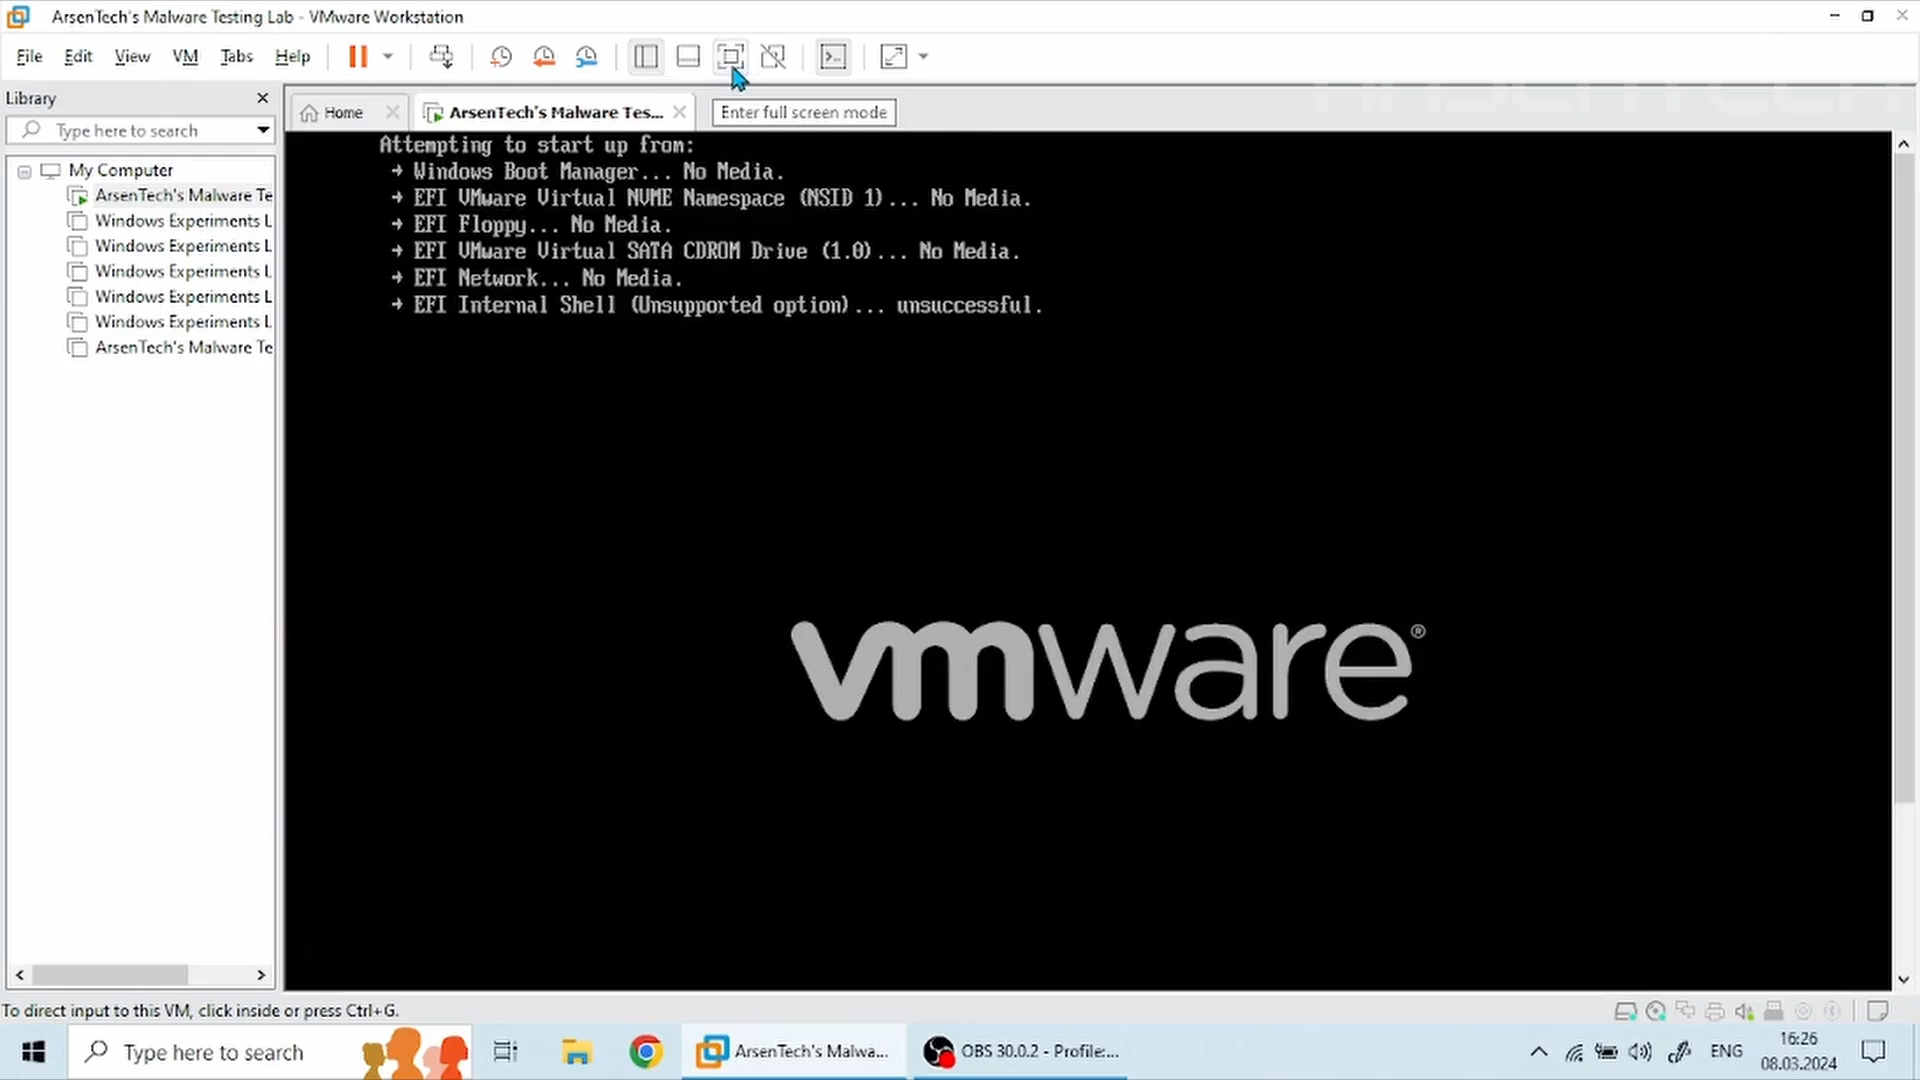 ArsenTech's Malware Testing Lab - VMware Workstation
File Edit View VM Tabs Help
Library
Home
ArsenTech's Malware Tes...
Enter full screen mode
Type here to search
My Computer
ArsenTech's Malware Te
Windows Experiments L
Windows Experiments L
Windows Experiments L
Windows Experiments L
Windows Experiments L
ArsenTech's Malware Te
Attempting to start up from:
→ Windows Boot Manager... No Media.
→ EFI VMware Virtual NVME Namespace (NSID 1)... No Media.
→ EFI Floppy... No Media.
→ EFI VMware Virtual SATA CDROM Drive (1.0)... No Media.
→ EFI Network... No Media.
→ EFI Internal Shell (Unsupported option)... unsuccessful.
vmware®
To direct input to this VM, click inside or press Ctrl+G.
Type here to search
ArsenTech's Malwa...
OBS 30.0.2 - Profile:...
ENG
16:26
08.03.2024